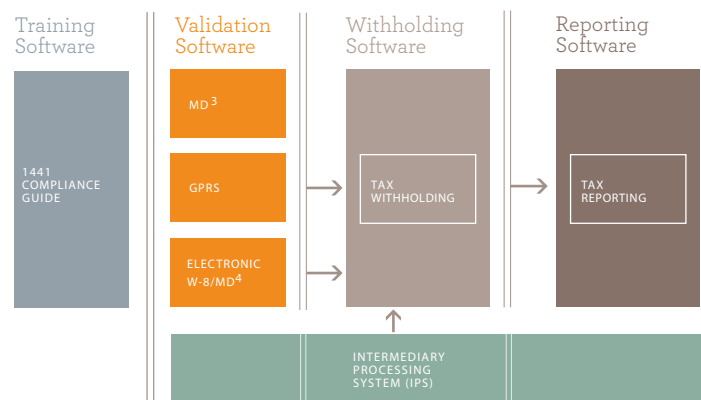 Training
Software
Validation
Software
Withholding
Software
Reporting
Software
1441
COMPLIANCE
GUIDE
MD³
GPRS
ELECTRONIC
W-8/MD⁴
TAX
WITHHOLDING
TAX
REPORTING
INTERMEDIARY
PROCESSING
SYSTEM (IPS)